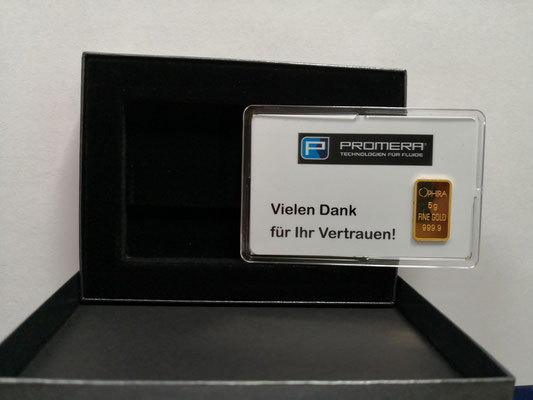 PROMERA®
TECHNOLOGIEN FÜR FLUIDE
Vielen Dank
für Ihr Vertrauen!
OPHIRA
5g
FINE GOLD
999.9